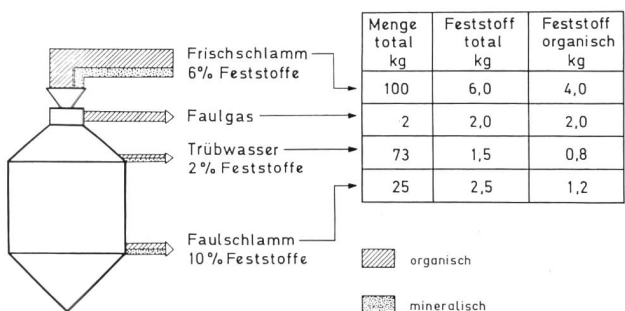 Frischschlamm
6% Feststoffe
Faulgas
Trübwasser
2% Feststoffe
Faulschlamm
10% Feststoffe
Menge total kg
Feststoff total kg
Feststoff organisch kg
100 6,0 4,0
2 2,0 2,0
73 1,5 0,8
25 2,5 1,2
organisch
mineralisch